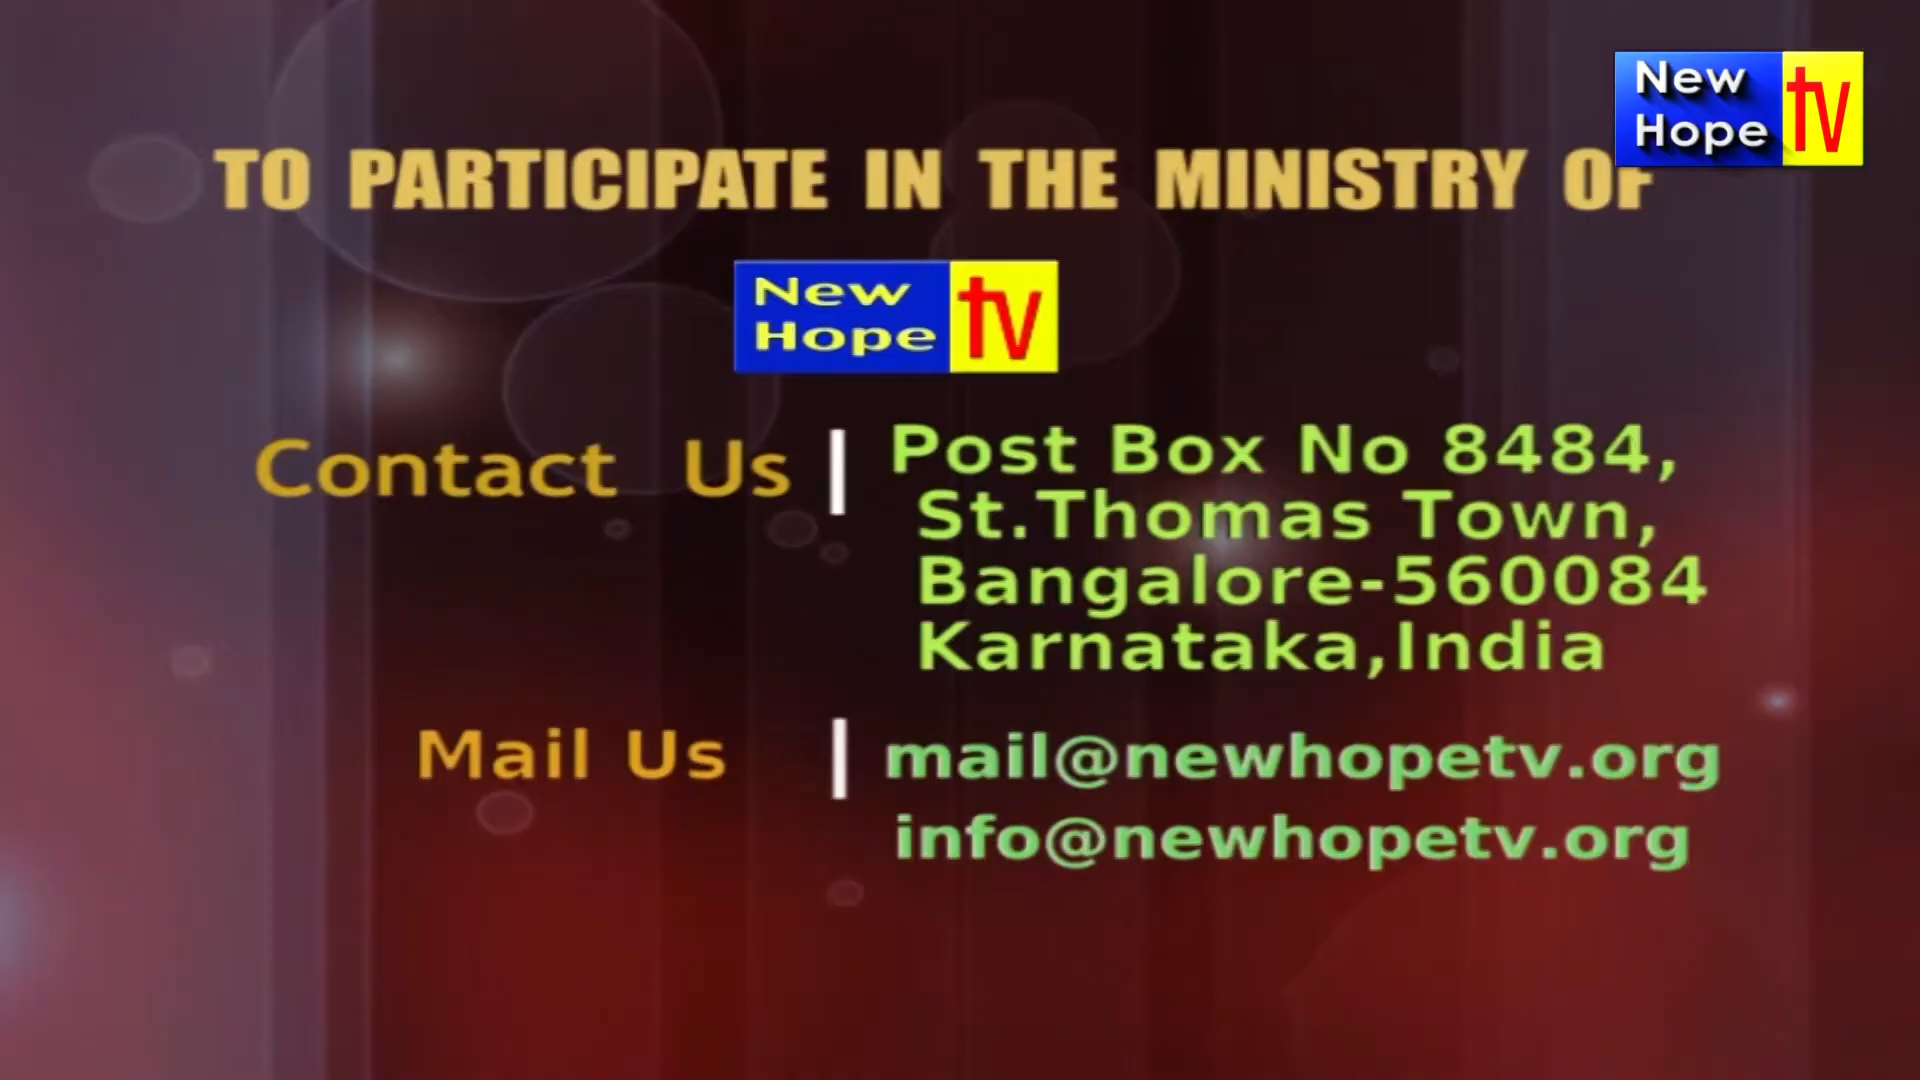 New
Hope tv
TO PARTICIPATE IN THE MINISTRY OF
New
Hope tv
Contact Us | Post Box No 8484,
St.Thomas Town,
Bangalore-560084
Karnataka,India
Mail Us | mail@newhopetv.org
info@newhopetv.org